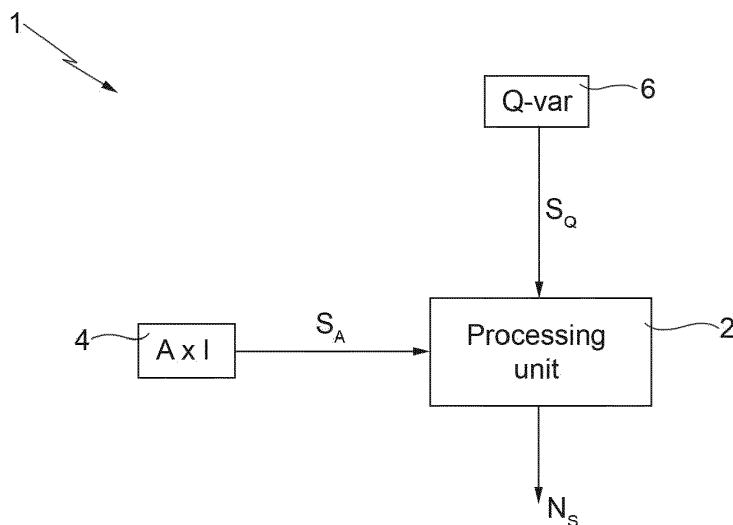 1
Q-var
6
S_Q
4
A x l
S_A
Processing
unit
2
N_S